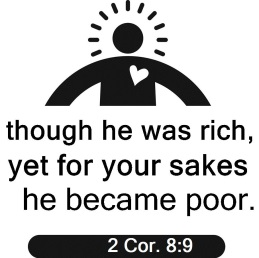 though he was rich,
yet for your sakes
he became poor.
2 Cor. 8:9